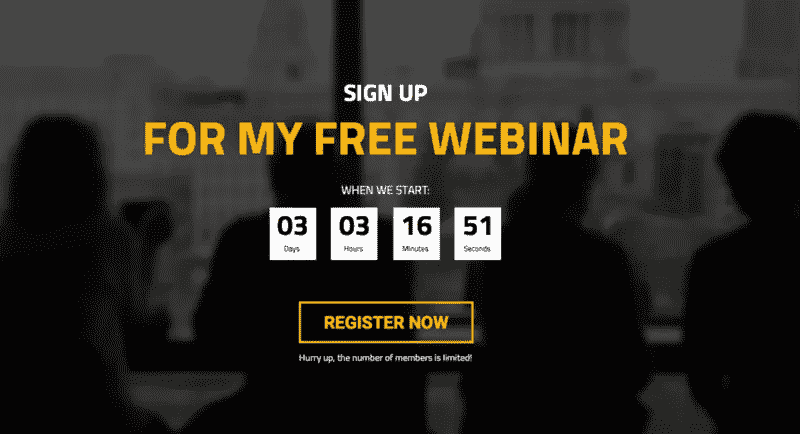 SIGN UP
FOR MY FREE WEBINAR
WHEN WE START:
03 03 16 51
Days Hours Minutes Seconds
REGISTER NOW
Hurry up, the number of members is limited!